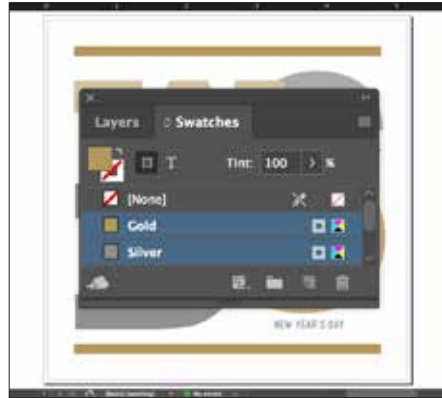 Layers Swatches
T Tint: 100 %
[None]
Gold
Silver
NEW YEAR'S DAY